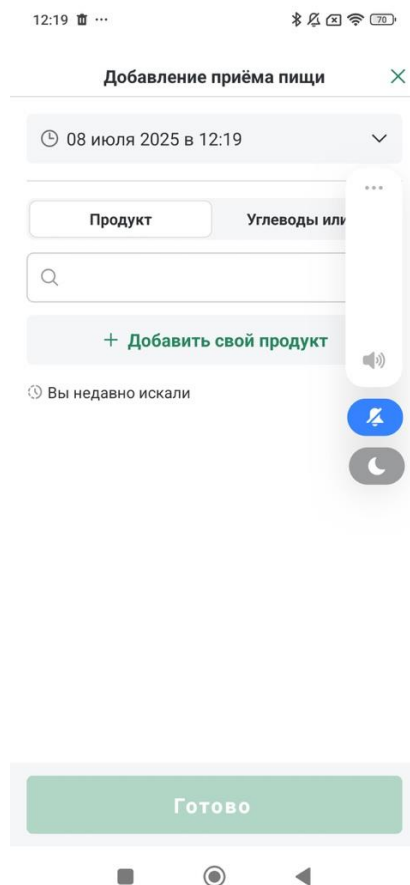 12:19
70
Добавление приёма пищи
08 июля 2025 в 12:19
Продукт
Углеводы или
+ Добавить свой продукт
Вы недавно искали
Готово